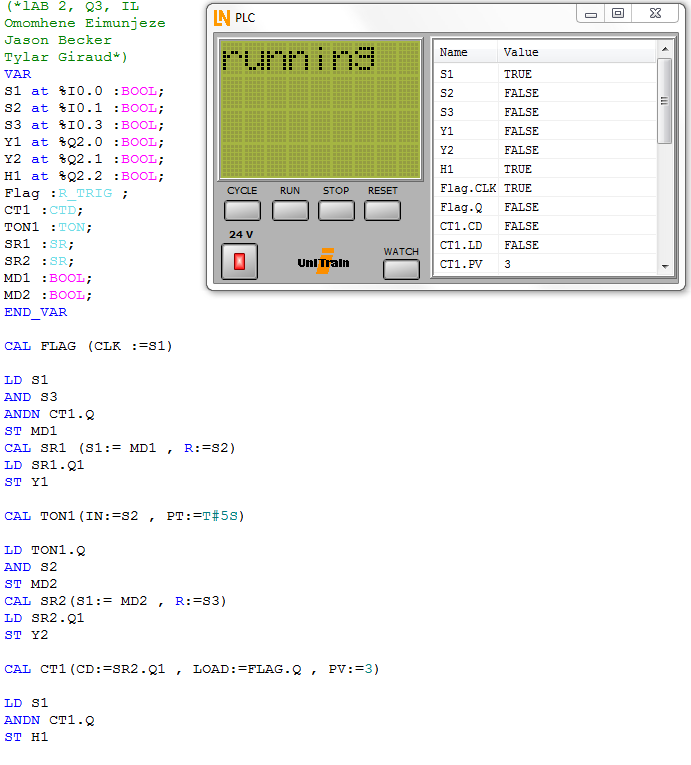 (*lAB 2, Q3, IL
Omomhene Eimunjeze
Jason Becker
Tylar Giraud*)
VAR
S1 at %I0.0 :BOOL;
S2 at %I0.1 :BOOL;
S3 at %I0.3 :BOOL;
Y1 at %Q2.0 :BOOL;
Y2 at %Q2.1 :BOOL;
H1 at %Q2.2 :BOOL;
Flag :R_TRIG ;
CT1 :CTD;
TON1 :TON;
SR1 :SR;
SR2 :SR;
MD1 :BOOL;
MD2 :BOOL;
END_VAR
CAL FLAG (CLK :=S1)
LD S1
AND S3
ANDN CT1.Q
ST MD1
CAL SR1 (S1:= MD1 , R:=S2)
LD SR1.Q1
ST Y1
CAL TON1(IN:=S2 , PT:=T#5S)
LD TON1.Q
AND S2
ST MD2
CAL SR2(S1:= MD2 , R:=S3)
LD SR2.Q1
ST Y2
CAL CT1(CD:=SR2.Q1 , LOAD:=FLAG.Q , PV:=3)
LD S1
ANDN CT1.Q
ST H1
LN PLC
running
CYCLE RUN STOP RESET
24 V
UniTrain
WATCH
Name Value
S1 TRUE
S2 FALSE
S3 FALSE
Y1 FALSE
Y2 FALSE
H1 TRUE
Flag.CLK TRUE
Flag.Q FALSE
CT1.CD FALSE
CT1.LD FALSE
CT1.PV 3